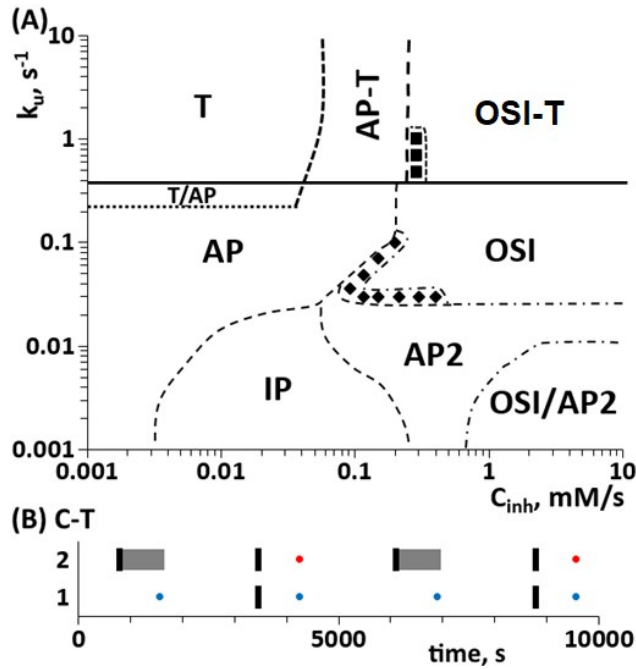 (A)
kᵤ, s⁻¹
10
1
0.1
0.01
0.001
T
AP-T
OSI-T
T/AP
AP
OSI
IP
AP2
OSI/AP2
0.001
0.01
0.1
1
10
C_inh, mM/s
(B) C-T
2
1
0
5000
10000
time, s